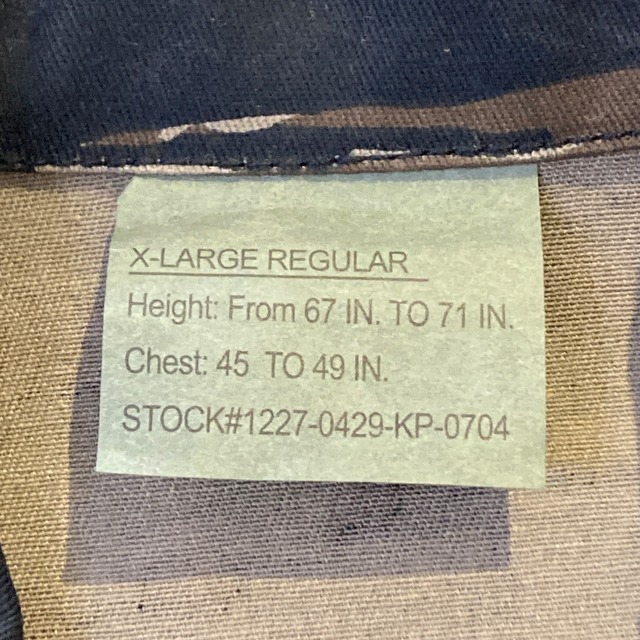 X-LARGE REGULAR
Height: From 67 IN. TO 71 IN.
Chest: 45 TO 49 IN.
STOCK#1227-0429-KP-0704